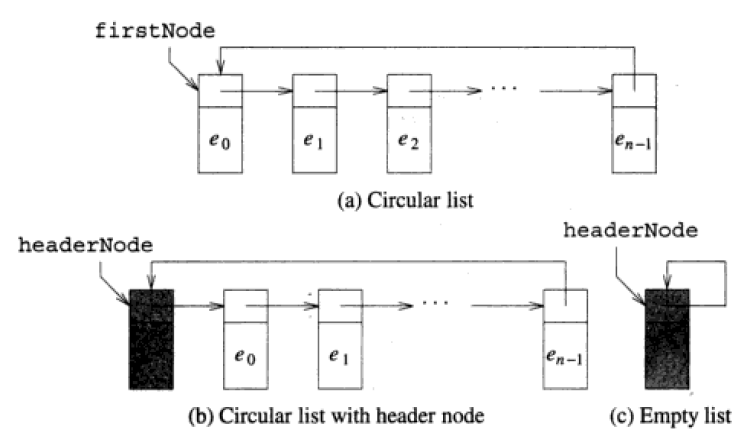 firstNode
e0 e1 e2 ... en−1
(a) Circular list
headerNode
headerNode
e0 e1 ... en−1
(b) Circular list with header node
(c) Empty list